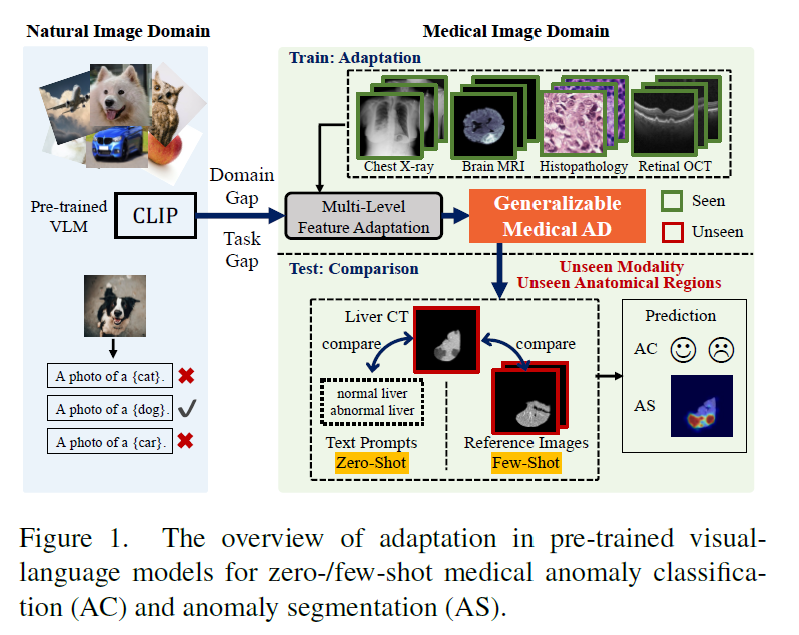 Natural Image Domain
Medical Image Domain
Train: Adaptation
Chest X-ray
Brain MRI
Histopathology
Retinal OCT
Pre-trained
VLM
CLIP
Domain
Gap
Task
Gap
Multi-Level
Feature Adaptation
Generalizable
Medical AD
Seen
Unseen
Test: Comparison
Unseen Modality
Unseen Anatomical Regions
A photo of a {cat}.
A photo of a {dog}.
A photo of a {car}.
Liver CT
compare
compare
normal liver
abnormal liver
Text Prompts
Zero-Shot
Reference Images
Few-Shot
Prediction
AC
AS
Figure 1. The overview of adaptation in pre-trained visual-
language models for zero-/few-shot medical anomaly classifica-
tion (AC) and anomaly segmentation (AS).